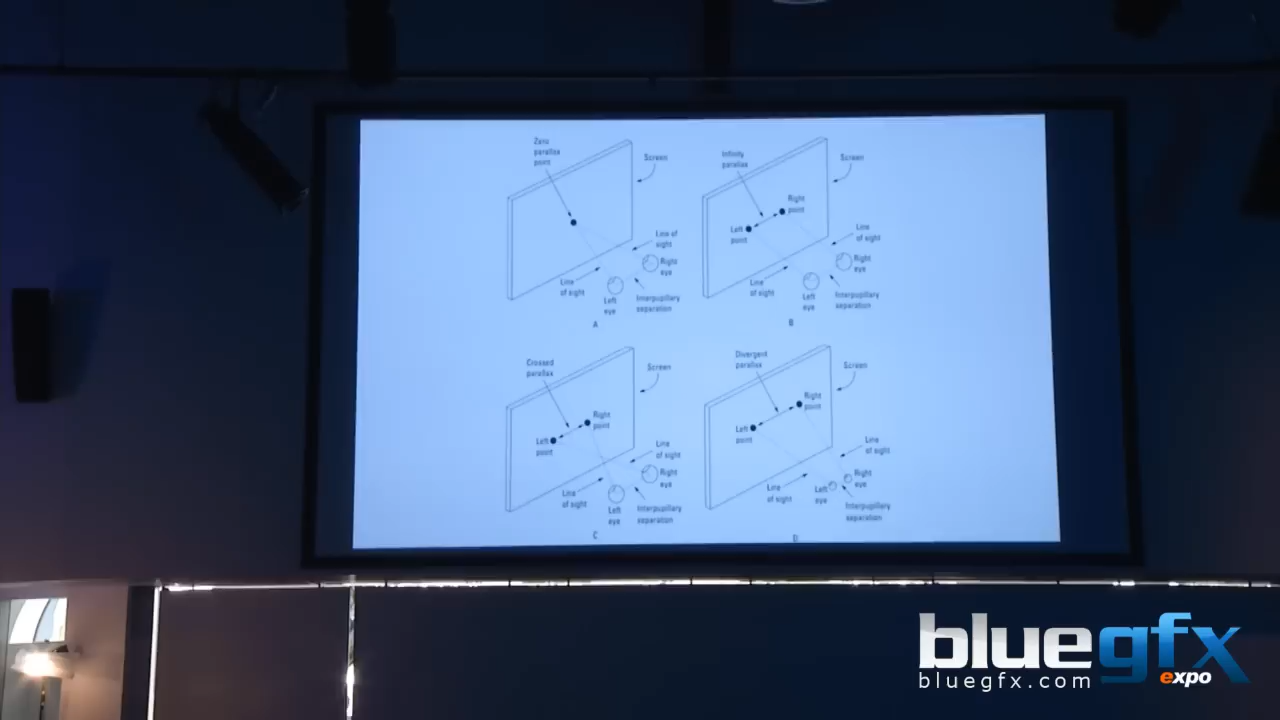 Zero
parallax
point
Screen
Line of
sight
Right
eye
Line
of sight
Left
eye
Interpupillary
separation
A
Infinity
parallax
Screen
Right
point
Left
point
Line
of sight
Right
eye
Line
of sight
Left
eye
Interpupillary
separation
B
Crossed
parallax
Screen
Right
point
Left
point
Line
of sight
Right
eye
Line
of sight
Left
eye
Interpupillary
separation
C
Divergent
parallax
Screen
Right
point
Left
point
Line
of sight
Right
eye
Line
of sight
Left
eye
Interpupillary
separation
D
bluegfx
expo
bluegfx.com